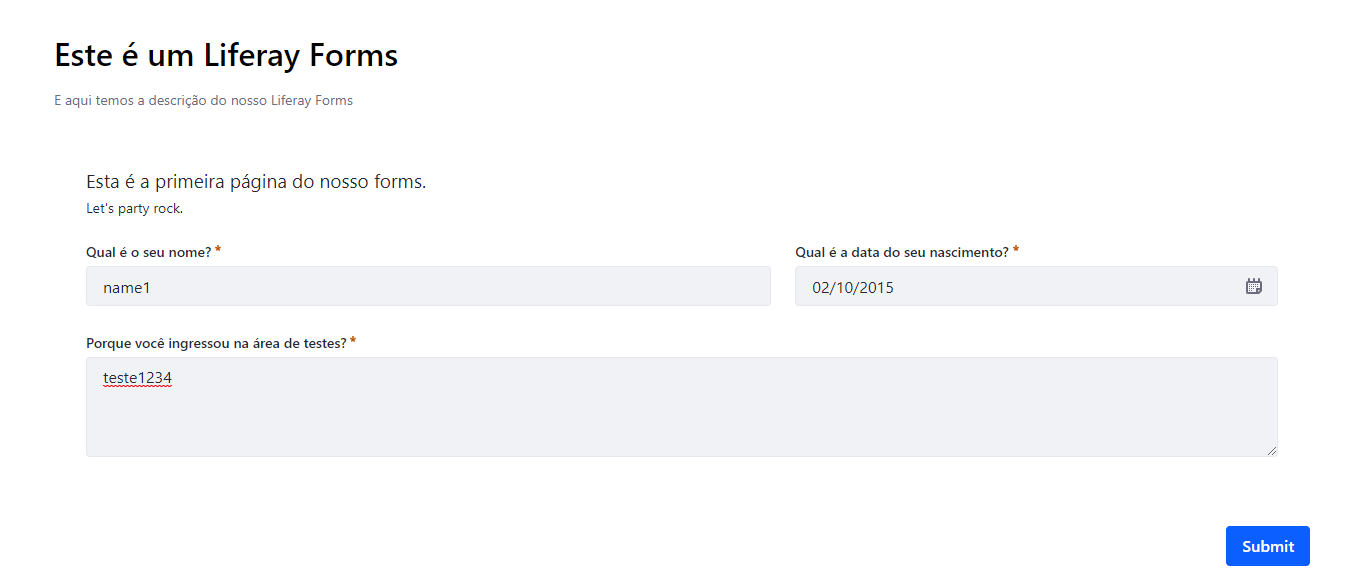 Este é um Liferay Forms
E aqui temos a descrição do nosso Liferay Forms
Esta é a primeira página do nosso forms.
Let's party rock.
Qual é o seu nome? *
name1
Qual é a data do seu nascimento? *
02/10/2015
Porque você ingressou na área de testes? *
teste1234
Submit